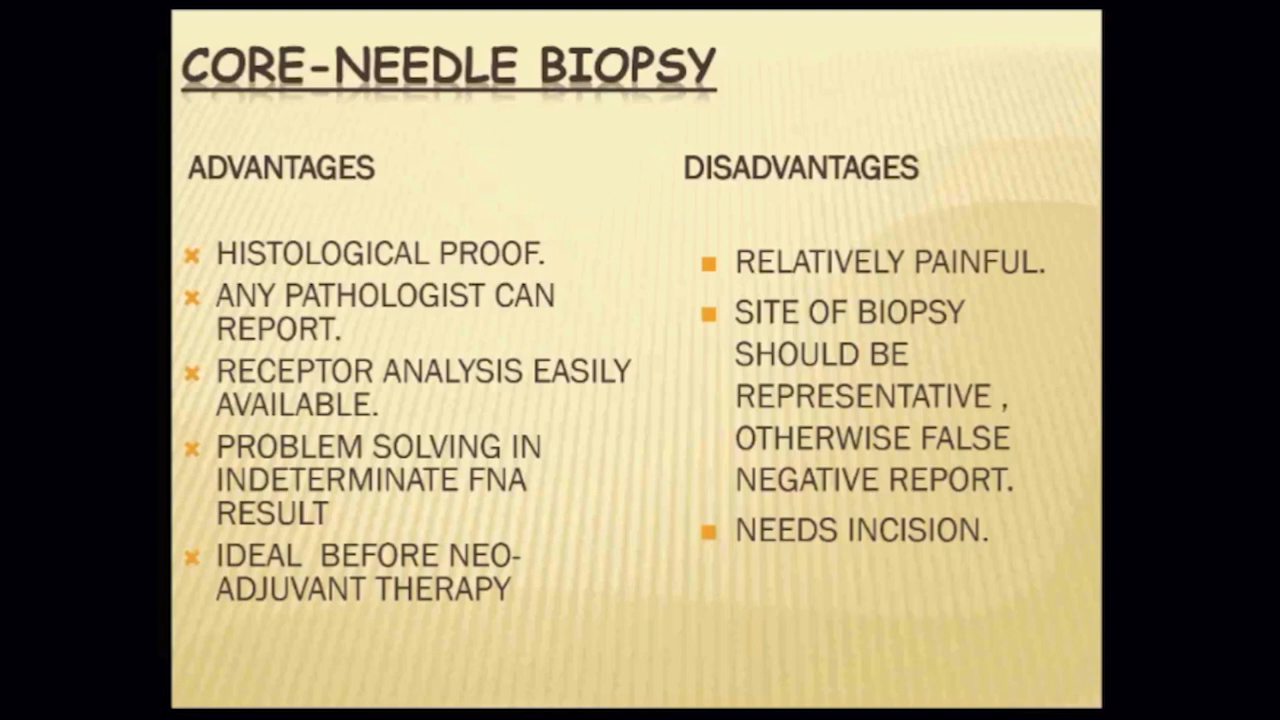 CORE-NEEDLE BIOPSY
ADVANTAGES
HISTOLOGICAL PROOF.
ANY PATHOLOGIST CAN
REPORT.
RECEPTOR ANALYSIS EASILY
AVAILABLE.
PROBLEM SOLVING IN
INDETERMINATE FNA
RESULT
IDEAL BEFORE NEO-
ADJUVANT THERAPY
DISADVANTAGES
RELATIVELY PAINFUL.
SITE OF BIOPSY
SHOULD BE
REPRESENTATIVE ,
OTHERWISE FALSE
NEGATIVE REPORT.
NEEDS INCISION.